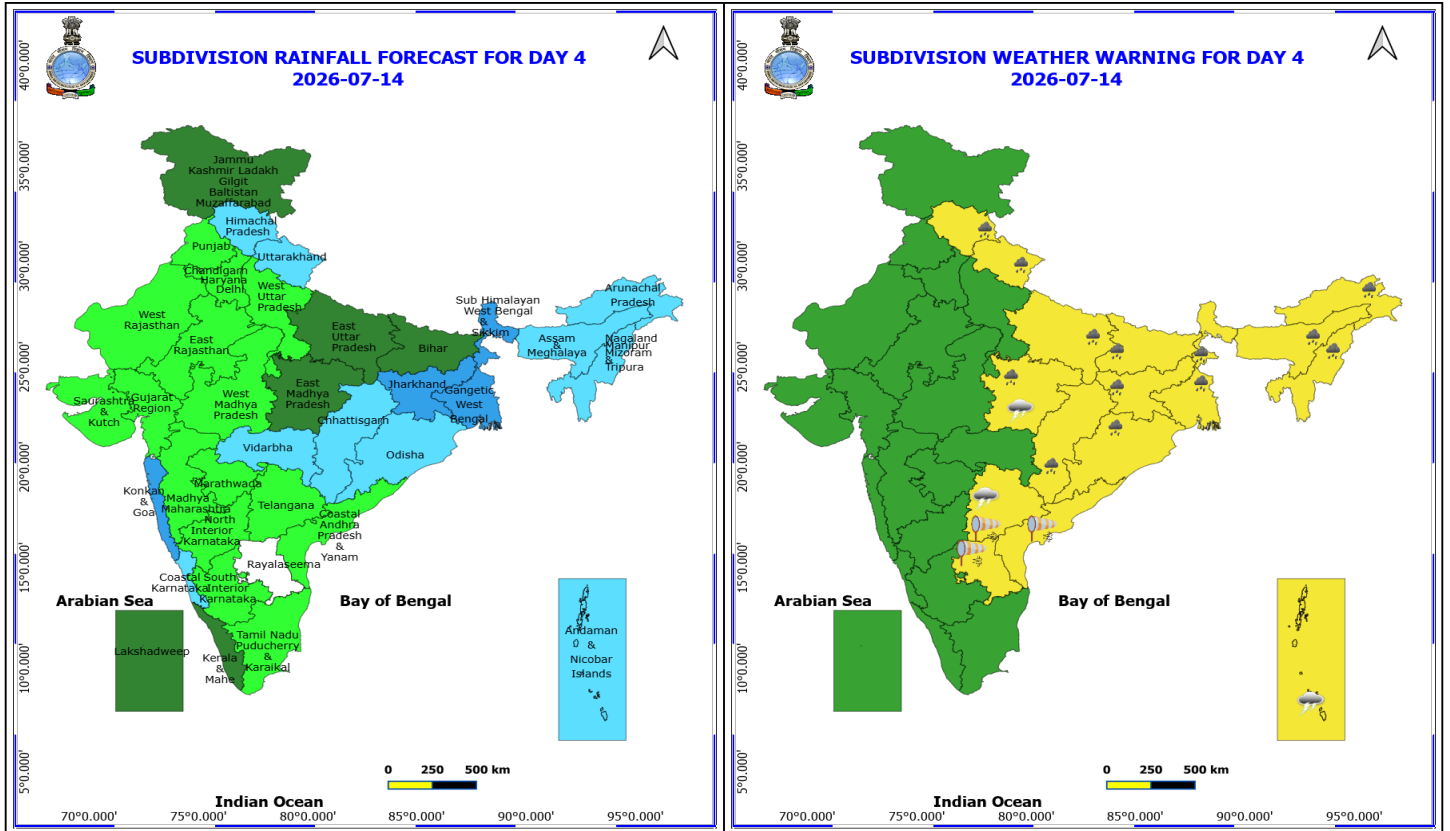 SUBDIVISION RAINFALL FORECAST FOR DAY 4
2026-07-14
40°0.000'
35°0.000'
30°0.000'
25°0.000'
20°0.000'
15°0.000'
10°0.000'
5°0.000'
Jammu
Kashmir Ladakh
Gilgit
Baltistan
Muzaffarabad
Himachal
Pradesh
Punjab
Uttarakhand
Chandigarh
Haryana
Delhi
West
Uttar
Pradesh
Arunachal
Pradesh
Sub Himalayan
West Bengal
&
Sikkim
West
Rajasthan
East
Rajasthan
East
Uttar
Pradesh
Bihar
Assam
&
Meghalaya
Nagaland
Manipur
Mizoram
&
Tripura
Saurashtra
&
Kutch
Gujarat
Region
West
Madhya
Pradesh
East
Madhya
Pradesh
Jharkhand
Gangetic
West
Bengal
Chhattisgarh
Vidarbha
Odisha
Konkan
&
Goa
Madhya
Maharashtra
Marathwada
Telangana
North
Interior
Karnataka
Coastal
Andhra
Pradesh
&
Yanam
Rayalaseema
Coastal
Karnataka
South
Interior
Karnataka
Arabian Sea
Bay of Bengal
Lakshadweep
Kerala
&
Mahe
Tamil Nadu
Puducherry
&
Karaikal
Andaman
&
Nicobar
Islands
0 250 500 km
Indian Ocean
70°0.000' 75°0.000' 80°0.000' 85°0.000' 90°0.000' 95°0.000'
SUBDIVISION WEATHER WARNING FOR DAY 4
2026-07-14
40°0.000'
35°0.000'
30°0.000'
25°0.000'
20°0.000'
15°0.000'
10°0.000'
5°0.000'
Arabian Sea
Bay of Bengal
0 250 500 km
Indian Ocean
70°0.000' 75°0.000' 80°0.000' 85°0.000' 90°0.000' 95°0.000'